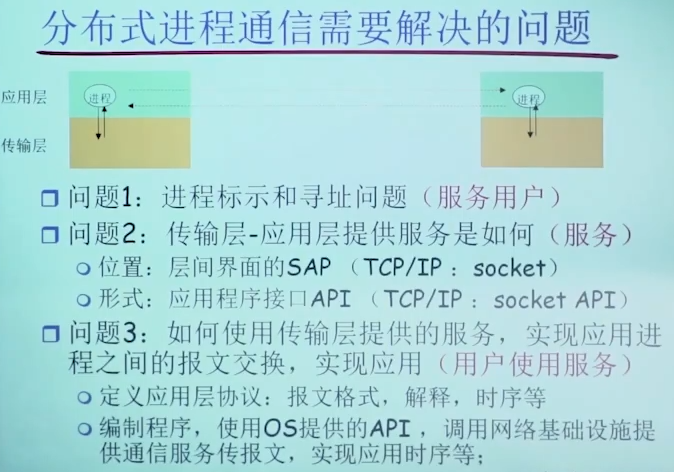 分布式进程通信需要解决的问题
应用层
进程
进程
传输层
问题1：进程标示和寻址问题（服务用户）
问题2：传输层-应用层提供服务是如何（服务）
位置：层间界面的SAP （TCP/IP ：socket）
形式：应用程序接口API （TCP/IP ：socket API）
问题3：如何使用传输层提供的服务，实现应用进
程之间的报文交换，实现应用（用户使用服务）
定义应用层协议：报文格式，解释，时序等
编制程序，使用OS提供的API ，调用网络基础设施提
供通信服务传报文，实现应用时序等；